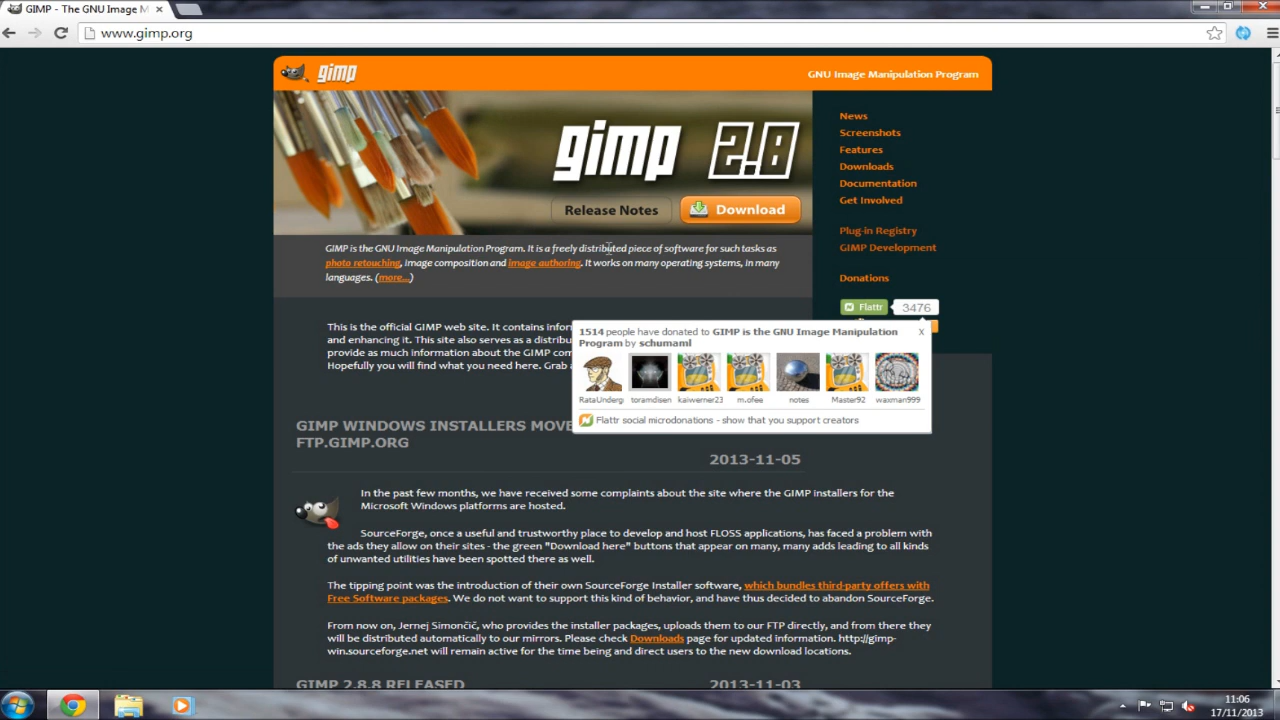 GIMP - The GNU Image M
www.gimp.org
gimp
GNU Image Manipulation Program
gimp 2.8
Release Notes
Download
News
Screenshots
Features
Downloads
Documentation
Get Involved
Plug-in Registry
GIMP Development
Donations
Flattr
3476
GIMP is the GNU Image Manipulation Program. It is a freely distributed piece of software for such tasks as
photo retouching, image composition and image authoring. It works on many operating systems, in many
languages. (more...)
This is the official GIMP web site. It contains infor
and enhancing it. This site also serves as a distribu
provide as much information about the GIMP com
Hopefully you will find what you need here. Grab a
1514 people have donated to GIMP is the GNU Image Manipulation
Program by schumaml
X
RataUnderg
toramdisen
kaiwerner23
m.ofee
notes
Master92
waxman999
Flattr social microdonations - show that you support creators
GIMP WINDOWS INSTALLERS MOVE
FTP.GIMP.ORG
2013-11-05
In the past few months, we have received some complaints about the site where the GIMP installers for the
Microsoft Windows platforms are hosted.
SourceForge, once a useful and trustworthy place to develop and host FLOSS applications, has faced a problem with
the ads they allow on their sites - the green "Download here" buttons that appear on many, many adds leading to all kinds
of unwanted utilities have been spotted there as well.
The tipping point was the introduction of their own SourceForge Installer software, which bundles third-party offers with
Free Software packages. We do not want to support this kind of behavior, and have thus decided to abandon SourceForge.
From now on, Jernej Simončič, who provides the installer packages, uploads them to our FTP directly, and from there they
will be distributed automatically to our mirrors. Please check Downloads page for updated information. http://gimp-
win.sourceforge.net will remain active for the time being and direct users to the new download locations.
GIMP 2.8.8 RELEASED
2013-11-03
11:06
17/11/2013